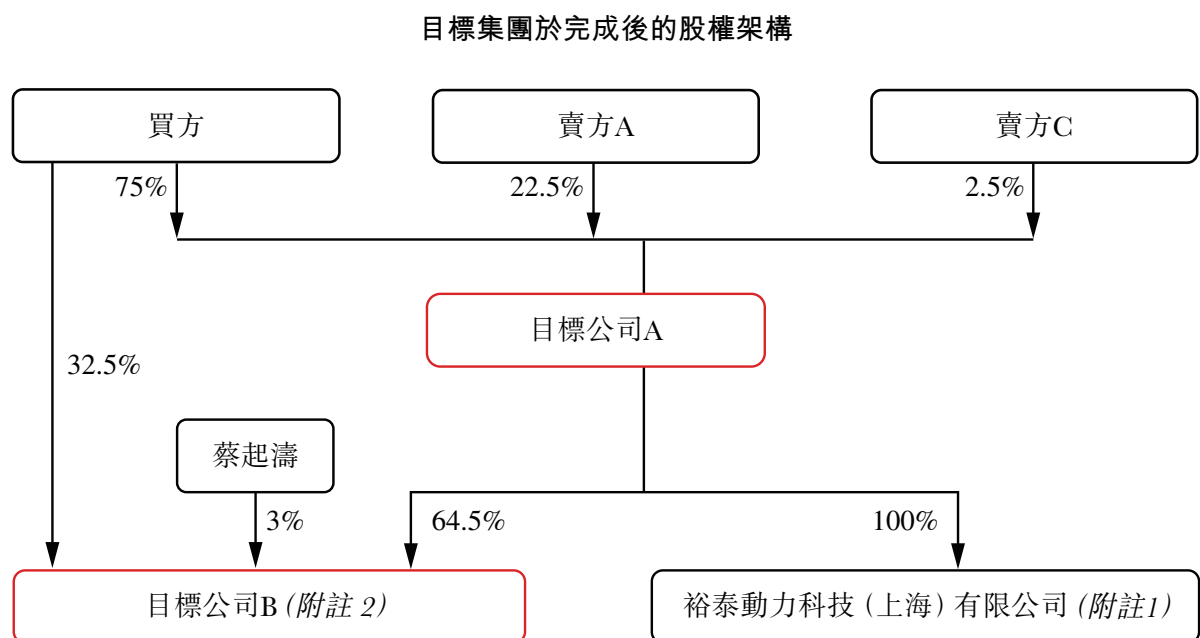 目標集團於完成後的股權架構
買方
賣方A
賣方C
75%
22.5%
2.5%
目標公司A
32.5%
蔡起濤
3%
64.5%
100%
目標公司B (附註 2)
裕泰動力科技（上海）有限公司 (附註1)